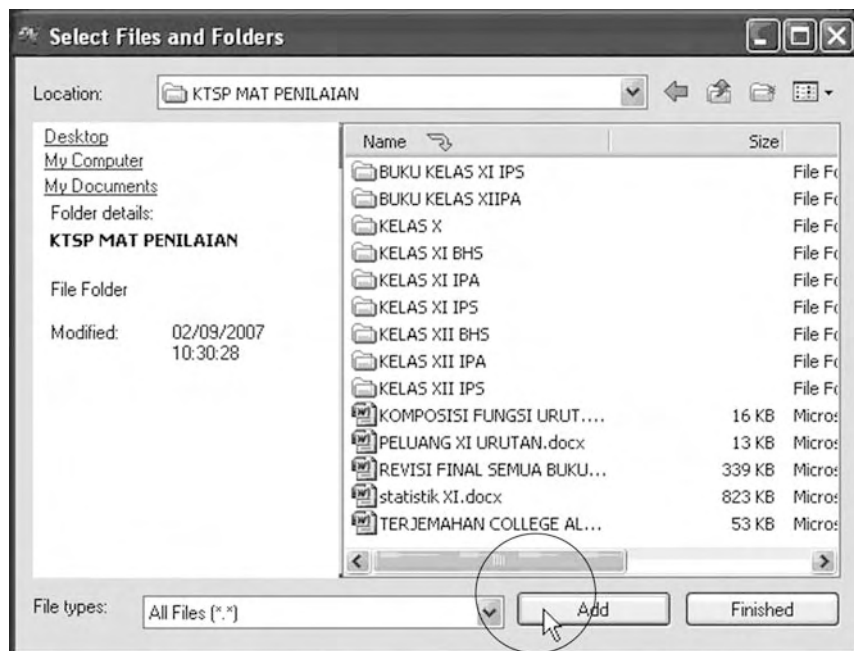 Select Files and Folders
Location: KTSP MAT PENILAIAN
Desktop
My Computer
My Documents
Folder details:
KTSP MAT PENILAIAN
File Folder
Modified: 02/09/2007
10:30:28
Name Size
BUKU KELAS XI IPS File Fo
BUKU KELAS XIIPA File Fo
KELAS X File Fo
KELAS XI BHS File Fo
KELAS XI IPA File Fo
KELAS XI IPS File Fo
KELAS XII BHS File Fo
KELAS XII IPA File Fo
KELAS XII IPS File Fo
KOMPOSISI FUNGSI URUT.... 16 KB Micros
PELUANG XI URUTAN.docx 13 KB Micros
REVISI FINAL SEMUA BUKU... 339 KB Micros
statistik XI.docx 823 KB Micros
TERJEMAHAN COLLEGE AL... 53 KB Micros
File types: All Files (*.*) Add Finished